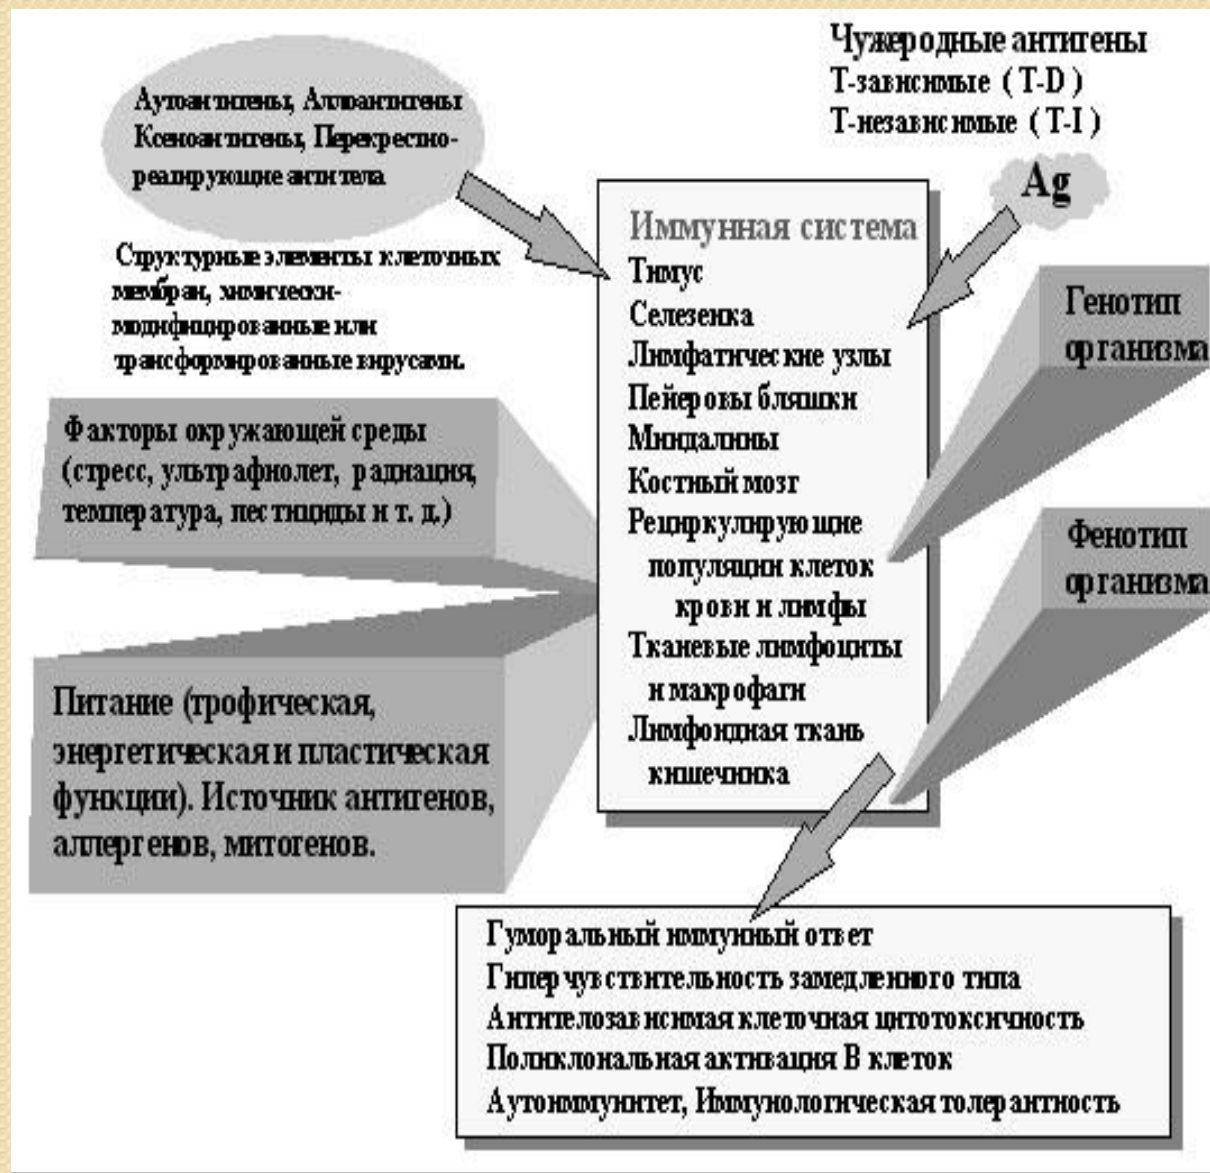 Аутоантигены, Аллоантигены
Ксеноантигены, Перекрестно-
реагирующие антитела
Структурные элементы клеточных
мембран, химически-
модифицированные или
трансформированные вирусами.
Чужеродные антигены
Т-зависимые ( T-D )
Т-независимые ( T-I )
Ag
Иммунная система
Тимус
Селезенка
Лимфатические узлы
Пейеровы бляшки
Миндалины
Костный мозг
Рециркулирующие
популяции клеток
крови и лимфы
Тканевые лимфоциты
и макрофаги
Лимфоидная ткань
кишечника
Генотип
организма
Фенотип
организма
Факторы окружающей среды
(стресс, ультрафиолет, радиация,
температура, пестициды и т. д.)
Питание (трофическая,
энергетическая и пластическая
функции). Источник антигенов,
аллергенов, митогенов.
Гуморальный иммунный ответ
Гиперчувствительность замедленного типа
Антителозависимая клеточная цитотоксичность
Поликлональная активация В клеток
Аутоиммунитет, Иммунологическая толерантность